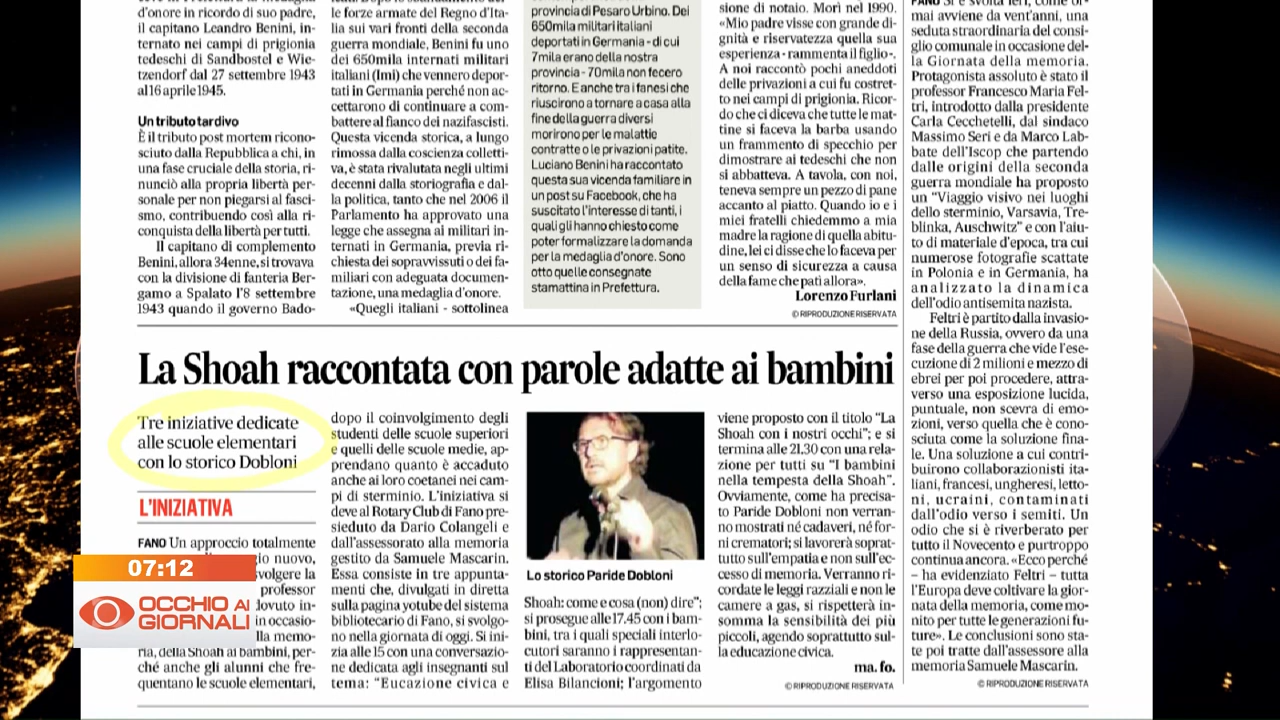 d'onore in ricordo di suo padre,
il capitano Leandro Benini, in-
ternato nei campi di prigionia
tedeschi di Sandbostel e Wie-
tzendorf dal 27 settembre 1943
al 16 aprile 1945.
Un tributo tardivo
È il tributo post mortem ricono-
sciuto dalla Repubblica a chi, in
una fase cruciale della storia, ri-
nunciò alla propria libertà per-
sonale per non piegarsi al fasci-
smo, contribuendo così alla ri-
conquista della libertà per tutti.
Il capitano di complemento
Benini, allora 34enne, si trovava
con la divisione di fanteria Ber-
gamo a Spalato l'8 settembre
1943 quando il governo Bado-
le forze armate del Regno d'Ita-
lia sui vari fronti della seconda
guerra mondiale, Benini fu uno
dei 650mila internati militari
italiani (Imi) che vennero depor-
tati in Germania perché non ac-
cettarono di continuare a com-
battere al fianco dei nazifascisti.
Questa vicenda storica, a lungo
rimossa dalla coscienza colletti-
va, è stata rivalutata negli ultimi
decenni dalla storiografia e dal-
la politica, tanto che nel 2006 il
Parlamento ha approvato una
legge che assegna ai militari in-
ternati in Germania, previa ri-
chiesta dei sopravvissuti o dei fa-
miliari con adeguata documen-
tazione, una medaglia d'onore.
«Quegli italiani - sottolinea
provincia di Pesaro Urbino. Dei
650mila militari italiani
deportati in Germania - di cui
7mila erano della nostra
provincia - 70mila non fecero
ritorno. E anche tra i fanesi che
riuscirono a tornare a casa alla
fine della guerra diversi
morirono per le malattie
contratte o le privazioni patite.
Luciano Benini ha raccontato
questa sua vicenda familiare in
un post su Facebook, che ha
suscitato l'interesse di tanti, i
quali gli hanno chiesto come
poter formalizzare la domanda
per la medaglia d'onore. Sono
otto quelle consegnate
stamattina in Prefettura.
sione di notaio. Morì nel 1990.
«Mio padre visse con grande di-
gnità e riservatezza quella sua
esperienza - rammenta il figlio-.
A noi raccontò pochi aneddoti
delle privazioni a cui fu costret-
to nei campi di prigionia. Ricor-
do che ci diceva che tutte le mat-
tine si faceva la barba usando
un frammento di specchio per
dimostrare ai tedeschi che non
si abbatteva. A tavola, con noi,
teneva sempre un pezzo di pane
accanto al piatto. Quando io e i
miei fratelli chiedemmo a mia
madre la ragione di quella abitu-
dine, lei ci disse che lo faceva per
un senso di sicurezza a causa
della fame che patì allora».
Lorenzo Furlani
© RIPRODUZIONE RISERVATA
La Shoah raccontata con parole adatte ai bambini
Tre iniziative dedicate
alle scuole elementari
con lo storico Dobloni
L'INIZIATIVA
FANO Un approccio totalmente
nuovo,
svolgere la
professor
dovuto in-
in occasio-
lla memo-
ria, della Shoah ai bambini, per-
ché anche gli alunni che fre-
quentano le scuole elementari,
dopo il coinvolgimento degli
studenti delle scuole superiori
e quelli delle scuole medie, ap-
prendano quanto è accaduto
anche ai loro coetanei nei cam-
pi di sterminio. L'iniziativa si
deve al Rotary Club di Fano pre-
sieduto da Dario Colangeli e
dall'assessorato alla memoria
gestito da Samuele Mascarin.
Essa consiste in tre appunta-
menti che, divulgati in diretta
sulla pagina yotube del sistema
bibliotecario di Fano, si svolgo-
no nella giornata di oggi. Si ini-
zia alle 15 con una conversazio-
ne dedicata agli insegnanti sul
tema: "Eucazione civica e
Lo storico Paride Dobloni
Shoah: come e cosa (non) dire";
si prosegue alle 17.45 con i bam-
bini, tra i quali speciali interlo-
cutori saranno i rappresentan-
ti del Laboratorio coordinati da
Elisa Bilancioni; l'argomento
viene proposto con il titolo "La
Shoah con i nostri occhi"; e si
termina alle 21.30 con una rela-
zione per tutti su "I bambini
nella tempesta della Shoah".
Ovviamente, come ha precisa-
to Paride Dobloni non verran-
no mostrati né cadaveri, né for-
ni crematori; si lavorerà soprat-
tutto sull'empatia e non sull'ec-
cesso di memoria. Verranno ri-
cordate le leggi razziali e non le
camere a gas, si rispetterà in-
somma la sensibilità dei più
piccoli, agendo soprattutto sul-
la educazione civica.
ma. fo.
© RIPRODUZIONE RISERVATA
mai avviene da vent'anni, una
seduta straordinaria del consi-
glio comunale in occasione del-
la Giornata della memoria.
Protagonista assoluto è stato il
professor Francesco Maria Fel-
tri, introdotto dalla presidente
Carla Cecchetelli, dal sindaco
Massimo Seri e da Marco Lab-
bate dell'Iscop che partendo
dalle origini della seconda
guerra mondiale ha proposto
un "Viaggio visivo nei luoghi
dello sterminio, Varsavia, Tre-
blinka, Auschwitz" e con l'aiu-
to di materiale d'epoca, tra cui
numerose fotografie scattate
in Polonia e in Germania, ha
analizzato la dinamica
dell'odio antisemita nazista.
Feltri è partito dalla invasio-
ne della Russia, ovvero da una
fase della guerra che vide l'ese-
cuzione di 2 milioni e mezzo di
ebrei per poi procedere, attra-
verso una esposizione lucida,
puntuale, non scevra di emo-
zioni, verso quella che è cono-
sciuta come la soluzione fina-
le. Una soluzione a cui contri-
buirono collaborazionisti ita-
liani, francesi, ungheresi, letto-
ni, ucraini, contaminati
dall'odio verso i semiti. Un
odio che si è riverberato per
tutto il Novecento e purtroppo
continua ancora. «Ecco perché
– ha evidenziato Feltri – tutta
l'Europa deve coltivare la gior-
nata della memoria, come mo-
nito per tutte le generazioni fu-
ture». Le conclusioni sono sta-
te poi tratte dall'assessore alla
memoria Samuele Mascarin.
© RIPRODUZIONE RISERVATA
07:12
OCCHIO AI
GIORNALI